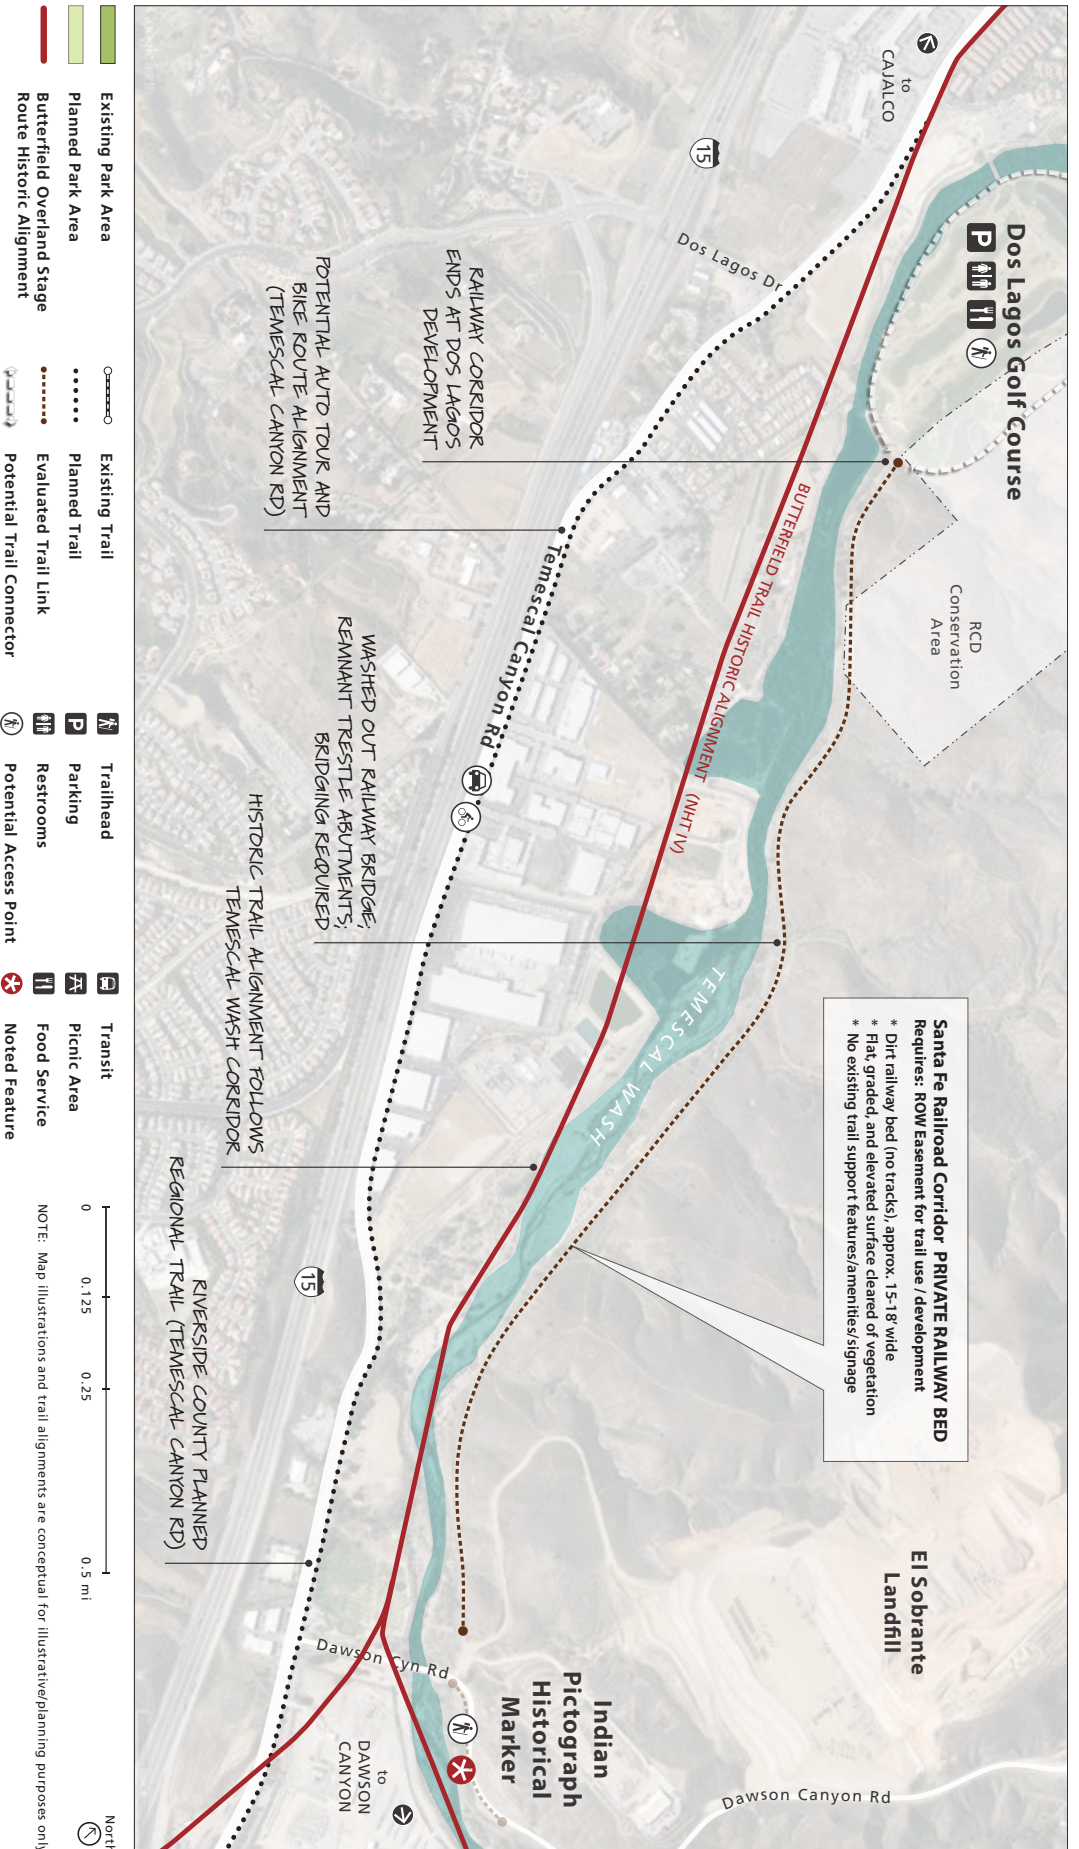 to
CAJALCO
15
Dos Lagos Dr
Dos Lagos Golf Course
P
RAILWAY CORRIDOR
ENDS AT DOS LAGOS
DEVELOPMENT
POTENTIAL AUTO TOUR AND
BIKE ROUTE ALIGNMENT
(TEMESCAL CANYON RD)
RCD
Conservation
Area
BUTTERFIELD TRAIL HISTORIC ALIGNMENT (NHT IV)
Temescal Canyon Rd
WASHED OUT RAILWAY BRIDGE;
REMNANT TRESTLE ABUTMENTS;
BRIDGING REQUIRED
TEMESCAL WASH
HISTORIC TRAIL ALIGNMENT FOLLOWS
TEMESCAL WASH CORRIDOR
Santa Fe Railroad Corridor PRIVATE RAILWAY BED
Requires: ROW Easement for trail use / development
* Dirt railway bed (no tracks), approx. 15-18' wide
* Flat, graded, and elevated surface cleared of vegetation
* No existing trail support features/amenities/signage
15
RIVERSIDE COUNTY PLANNED
REGIONAL TRAIL (TEMESCAL CANYON RD)
El Sobrante
Landfill
Dawson Cyn Rd
Indian
Pictograph
Historical
Marker
to
DAWSON
CANYON
Dawson Canyon Rd
Existing Park Area
Planned Park Area
Butterfield Overland Stage
Route Historic Alignment
Existing Trail
Planned Trail
Evaluated Trail Link
Potential Trail Connector
Trailhead
P Parking
Restrooms
Potential Access Point
Transit
Picnic Area
Food Service
Noted Feature
0 0.125 0.25 0.5 mi
NOTE: Map illustrations and trail alignments are conceptual for illustrative/planning purposes only
North